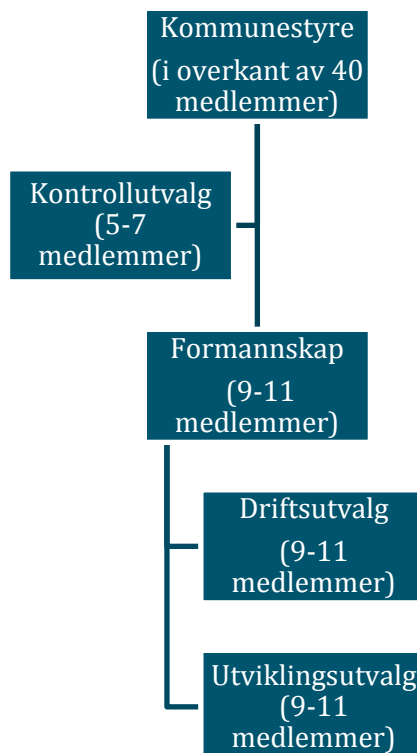 Kommunestyre
(i overkant av 40
medlemmer)
Kontrollutvalg
(5-7
medlemmer)
Formannskap
(9-11
medlemmer)
Driftsutvalg
(9-11
medlemmer)
Utviklingsutvalg
(9-11
medlemmer)